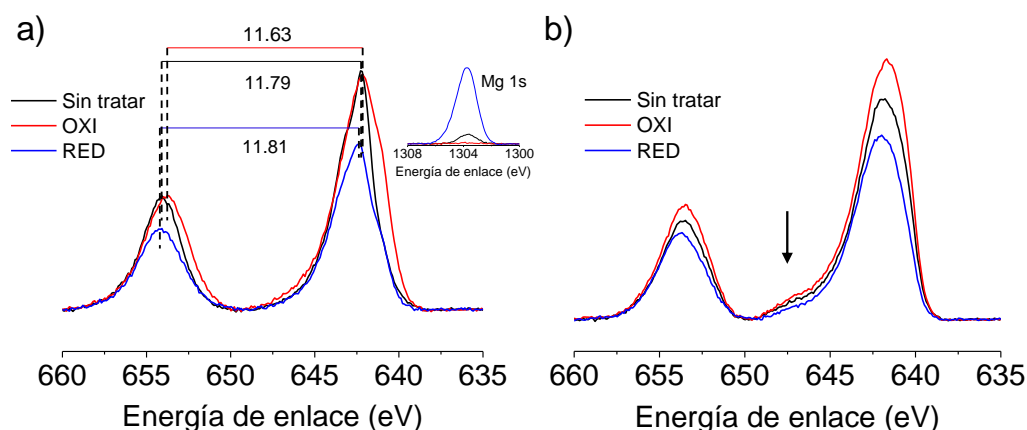 a)
11.63
11.79
11.81
Sin tratar
OXI
RED
Mg 1s
1308 1304 1300
Energía de enlace (eV)
660 655 650 645 640 635
Energía de enlace (eV)
b)
Sin tratar
OXI
RED
660 655 650 645 640 635
Energía de enlace (eV)